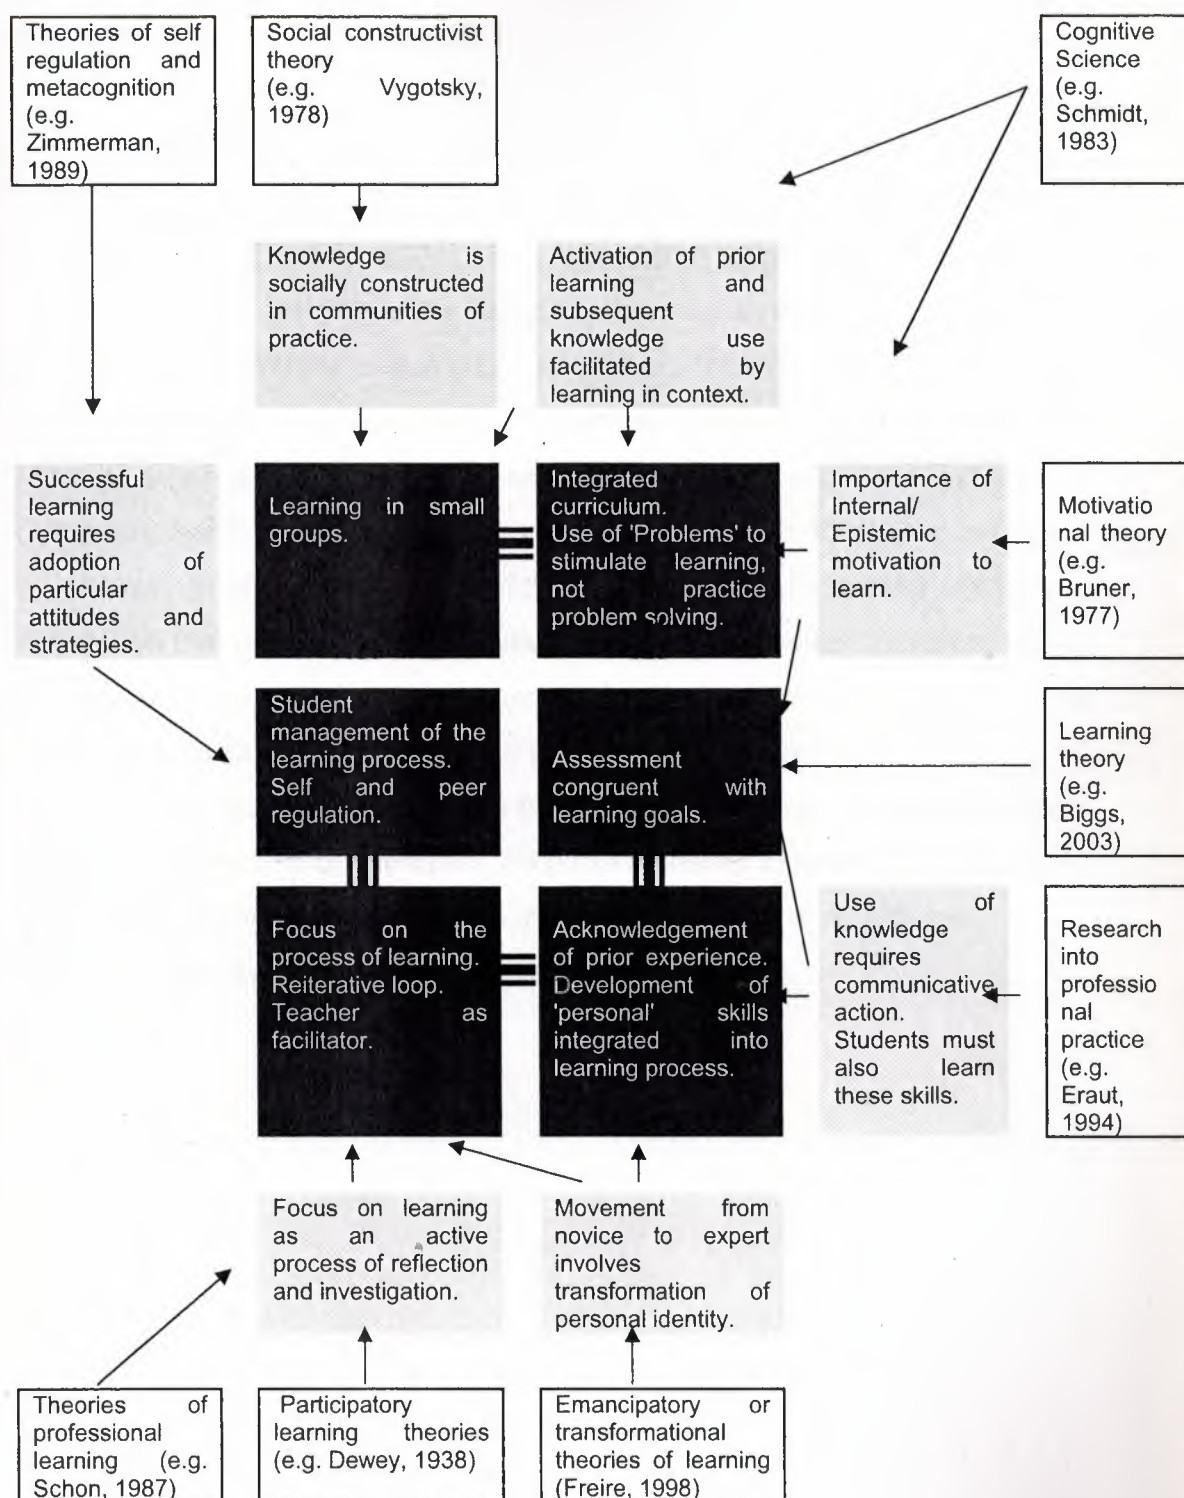 Theories of self
regulation and
metacognition
(e.g.
Zimmerman,
1989)
Social constructivist
theory
(e.g. Vygotsky,
1978)
Cognitive
Science
(e.g.
Schmidt,
1983)
Knowledge is
socially constructed
in communities of
practice.
Activation of prior
learning and
subsequent
knowledge use
facilitated by
learning in context.
Successful
learning
requires
adoption of
particular
attitudes and
strategies.
Learning in small
groups.
Integrated
curriculum.
Use of 'Problems' to
stimulate learning,
not practice
problem solving.
Importance of
Internal/
Epistemic
motivation to
learn.
Motivatio
nal theory
(e.g.
Bruner,
1977)
Student
management of the
learning process.
Self and peer
regulation.
Assessment
congruent with
learning goals.
Learning
theory
(e.g.
Biggs,
2003)
Focus on the
process of learning.
Reiterative loop.
Teacher as
facilitator.
Acknowledgement
of prior experience.
Development of
'personal' skills
integrated into
learning process.
Use of
knowledge
requires
communicative
action.
Students must
also learn
these skills.
Research
into
professio
nal
practice
(e.g.
Eraut,
1994)
Focus on learning
as an active
process of reflection
and investigation.
Movement from
novice to expert
involves
transformation of
personal identity.
Theories of
professional
learning (e.g.
Schon, 1987)
Participatory
learning theories
(e.g. Dewey, 1938)
Emancipatory or
transformational
theories of learning
(Freire, 1998)